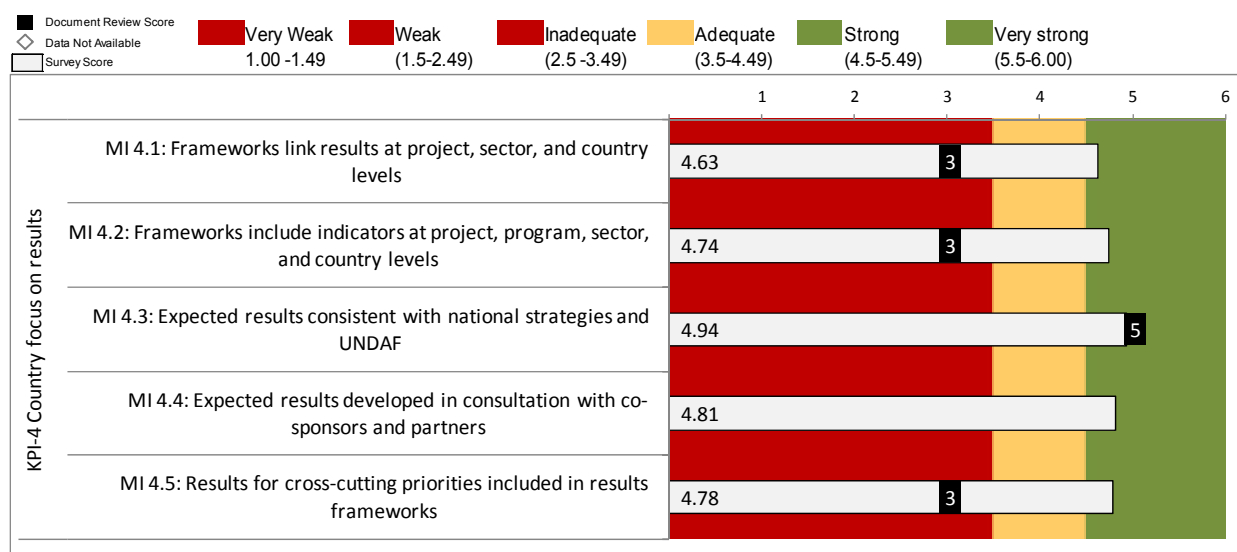 Document Review Score
Data Not Available
Survey Score
Very Weak
1.00 -1.49
Weak
(1.5-2.49)
Inadequate
(2.5 -3.49)
Adequate
(3.5-4.49)
Strong
(4.5-5.49)
Very strong
(5.5-6.00)
1 2 3 4 5 6
KPI-4 Country focus on results
MI 4.1: Frameworks link results at project, sector, and country
levels
4.63 3
MI 4.2: Frameworks include indicators at project, program, sector,
and country levels
4.74 3
MI 4.3: Expected results consistent with national strategies and
UNDAF
4.94 5
MI 4.4: Expected results developed in consultation with co-
sponsors and partners
4.81
MI 4.5: Results for cross-cutting priorities included in results
frameworks
4.78 3